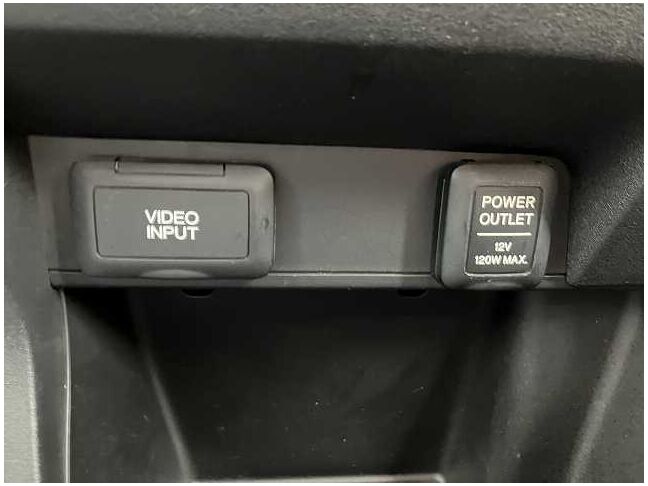 VIDEO
INPUT
POWER
OUTLET
12V
120W MAX.